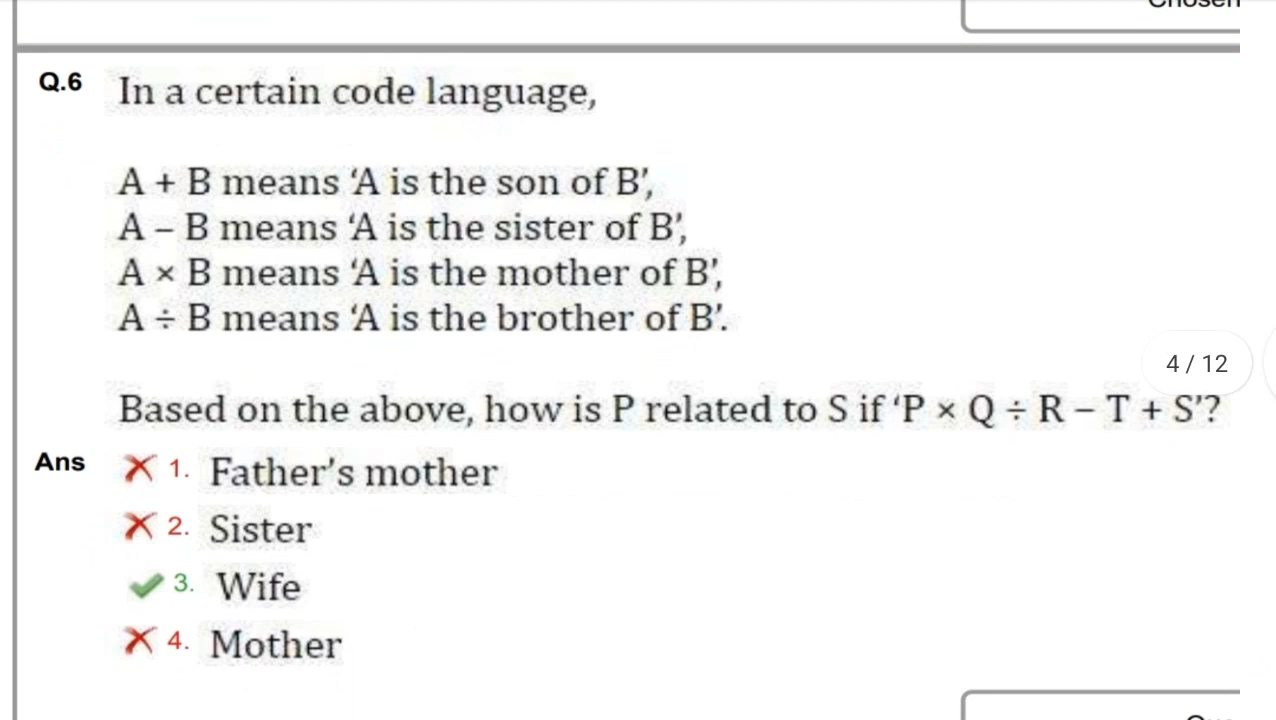 Chosen
Q.6 In a certain code language,
A + B means ‘A is the son of B’,
A – B means ‘A is the sister of B’,
A × B means ‘A is the mother of B’,
A ÷ B means ‘A is the brother of B’.
4 / 12
Based on the above, how is P related to S if ‘P × Q ÷ R – T + S’?
Ans 1. Father’s mother
2. Sister
3. Wife
4. Mother